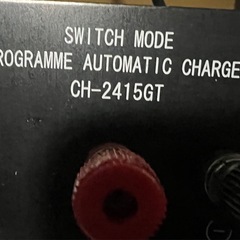 SWITCH MODE
ROGRAMME AUTOMATIC CHARGE
CH-2415GT